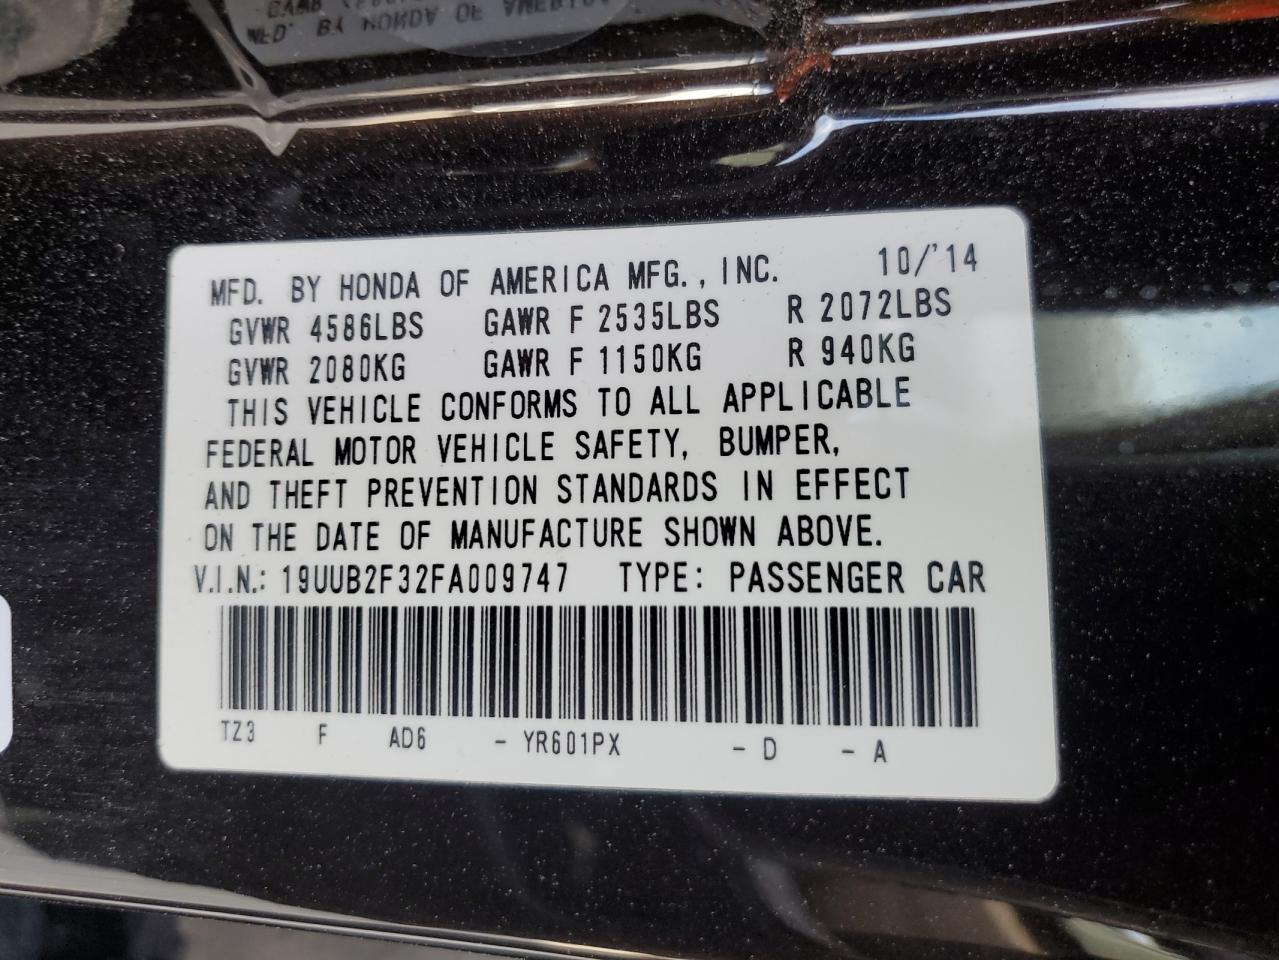 MFD. BY HONDA OF AMERICA MFG., INC. 10/'14
GVWR 4586LBS GAWR F 2535LBS R 2072LBS
GVWR 2080KG GAWR F 1150KG R 940KG
THIS VEHICLE CONFORMS TO ALL APPLICABLE
FEDERAL MOTOR VEHICLE SAFETY, BUMPER,
AND THEFT PREVENTION STANDARDS IN EFFECT
ON THE DATE OF MANUFACTURE SHOWN ABOVE.
V.I.N.: 19UUB2F32FA009747 TYPE: PASSENGER CAR
TZ3 F AD6 - YR601PX - D - A